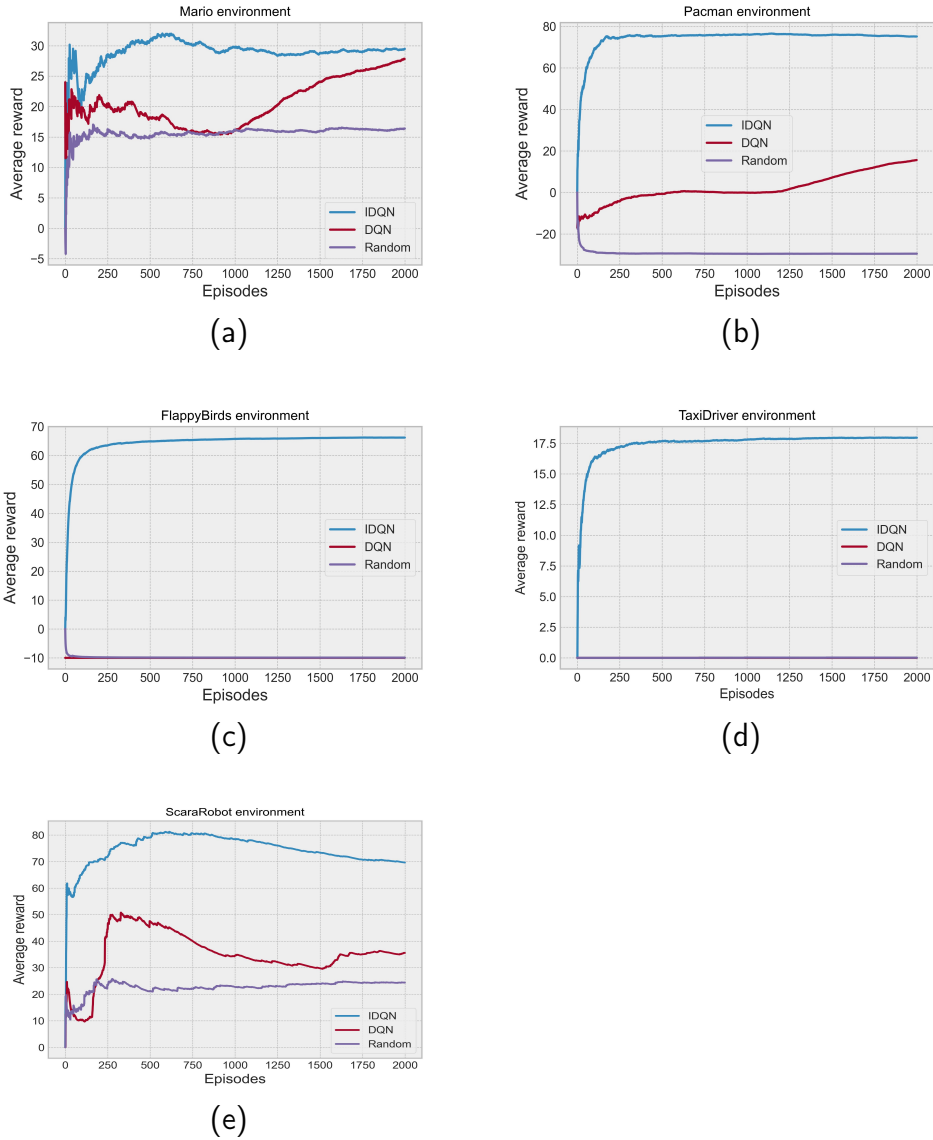 Mario environment
Average reward
30
25
20
15
10
5
0
−5
IDQN
DQN
Random
0 250 500 750 1000 1250 1500 1750 2000
Episodes
(a)
Pacman environment
Average reward
80
60
40
20
0
−20
IDQN
DQN
Random
0 250 500 750 1000 1250 1500 1750 2000
Episodes
(b)
FlappyBirds environment
Average reward
70
60
50
40
30
20
10
0
−10
IDQN
DQN
Random
0 250 500 750 1000 1250 1500 1750 2000
Episodes
(c)
TaxiDriver environment
Average reward
17.5
15.0
12.5
10.0
7.5
5.0
2.5
0.0
IDQN
DQN
Random
0 250 500 750 1000 1250 1500 1750 2000
Episodes
(d)
ScaraRobot environment
Average reward
80
70
60
50
40
30
20
10
0
IDQN
DQN
Random
0 250 500 750 1000 1250 1500 1750 2000
Episodes
(e)